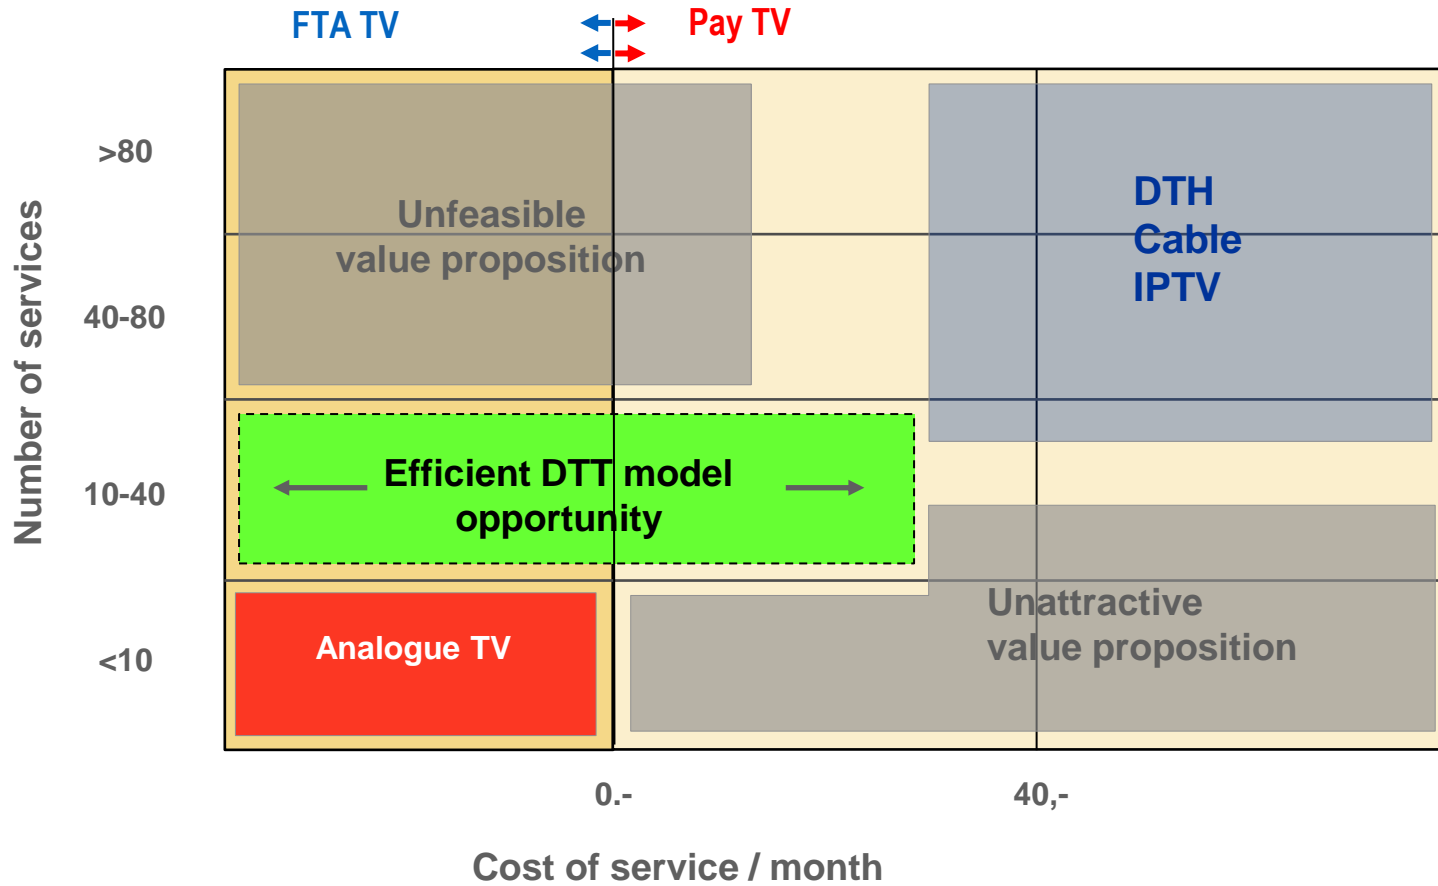 FTA TV
Pay TV
Number of services
>80
40-80
10-40
<10
Unfeasible
value proposition
DTH
Cable
IPTV
Efficient DTT model
opportunity
Analogue TV
Unattractive
value proposition
0.-
40,-
Cost of service / month